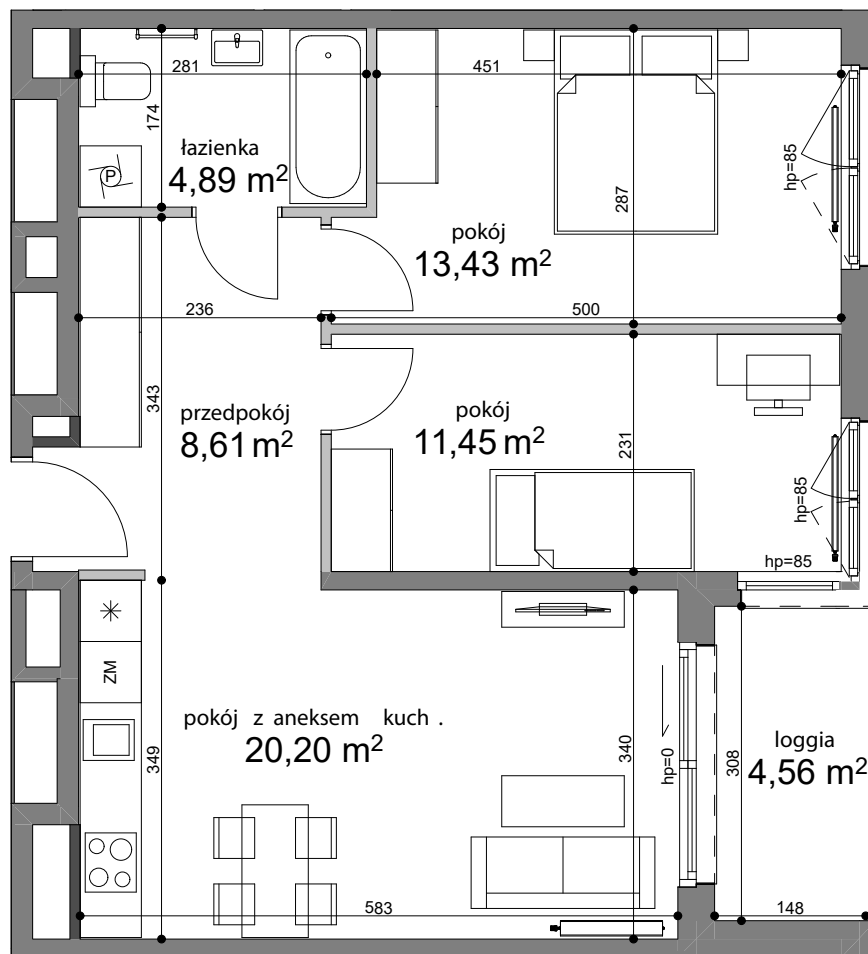 281
451
174
łazienka
4,89 m²
P
287
hp=85
pokój
13,43 m²
236
500
343
przedpokój
8,61 m²
pokój
11,45 m²
231
hp=85
hp=85
ZM
pokój z aneksem kuch .
20,20 m²
349
340
hp=0
308
loggia
4,56 m²
583
148